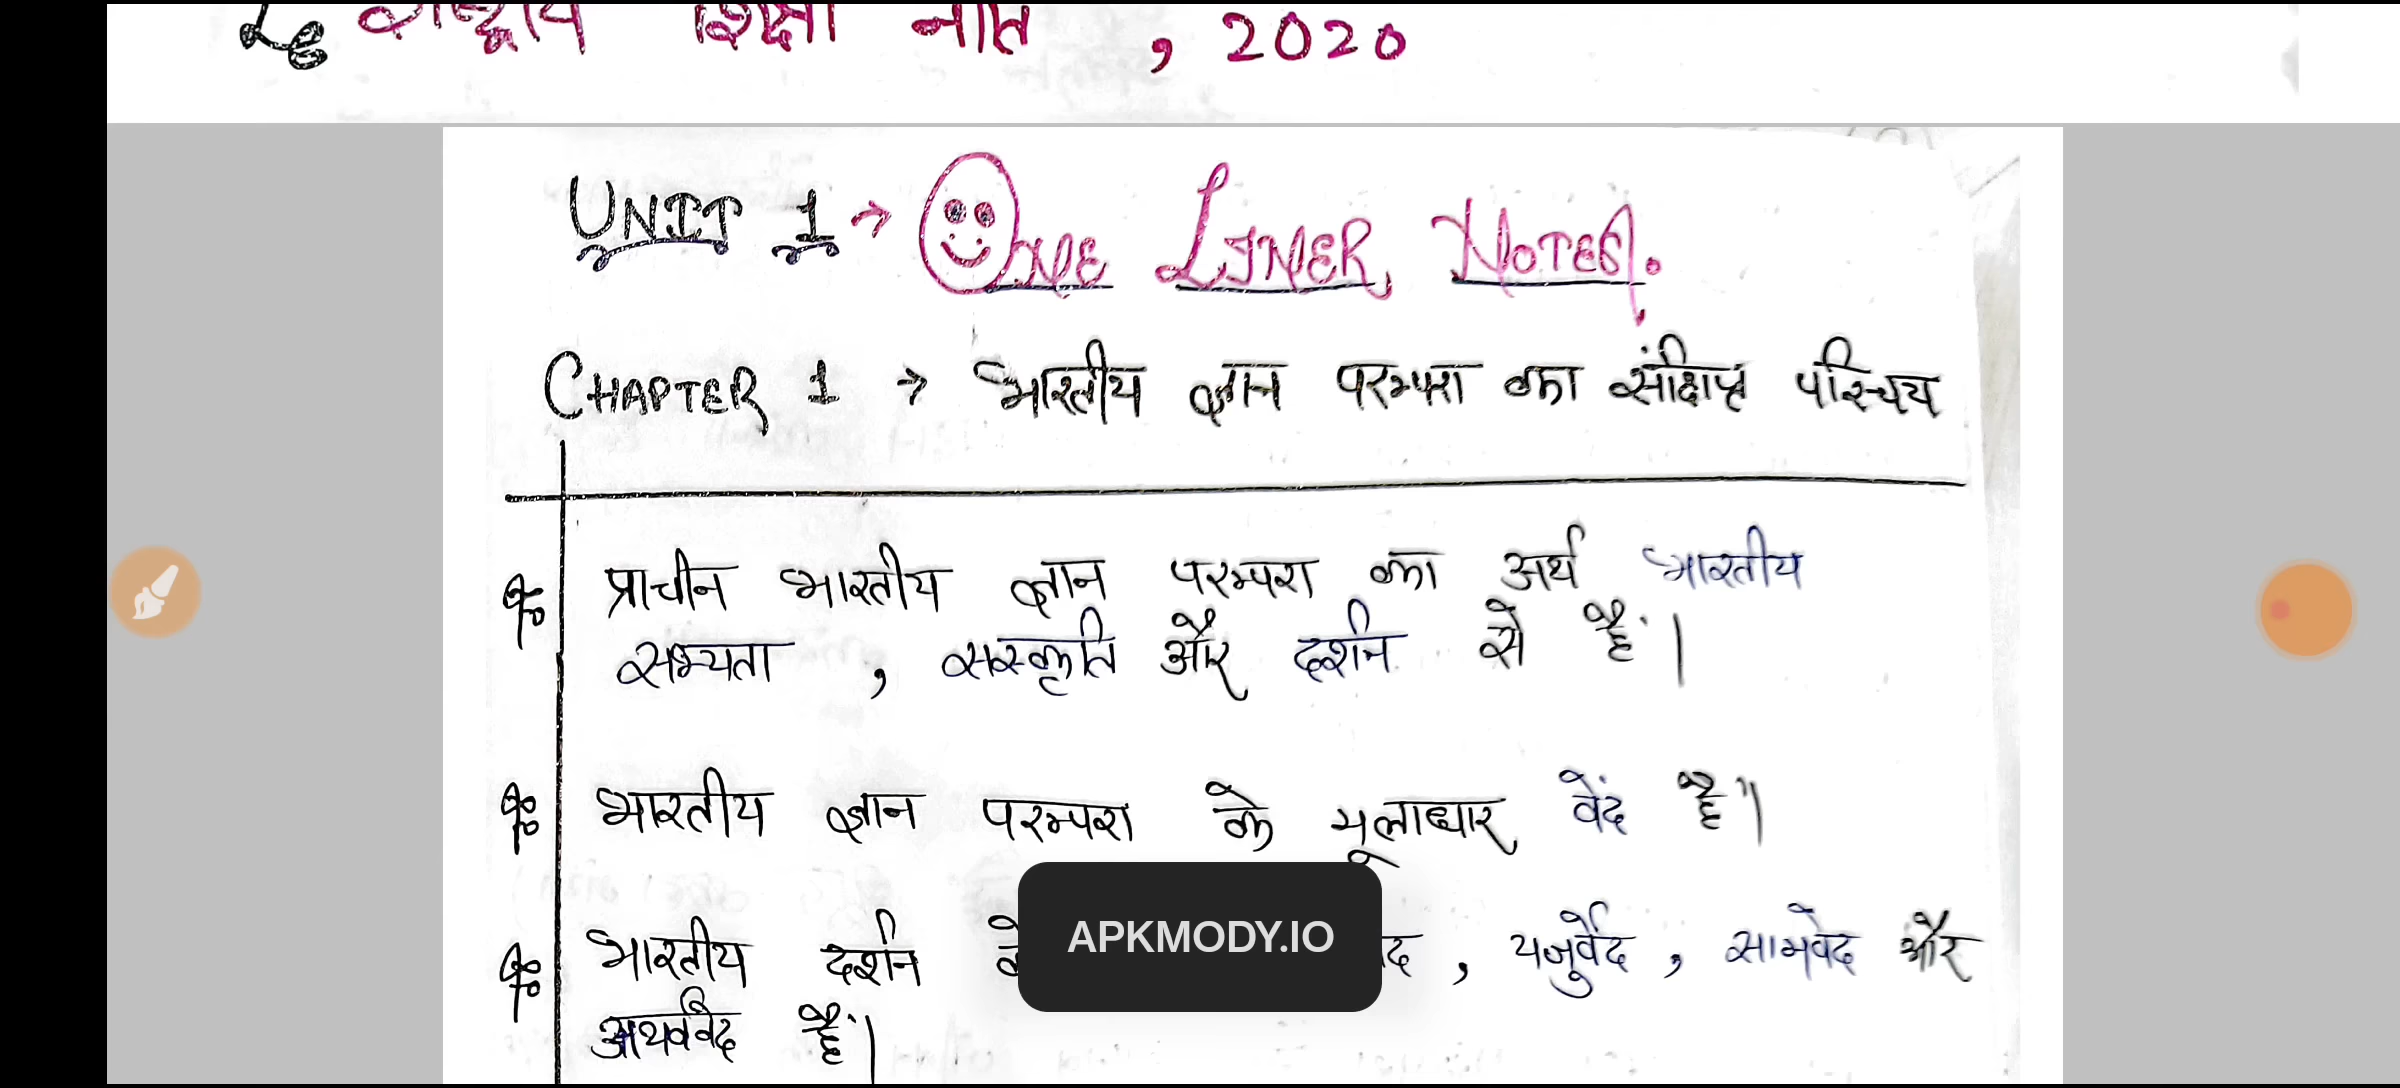 राष्ट्रीय शिक्षा नीति , 2020
UNIT 1 → ONE LINER NOTES.
CHAPTER 1 → भारतीय ज्ञान परम्परा का संक्षिप्त परिचय
प्राचीन भारतीय ज्ञान परम्परा का अर्थ भारतीय
सभ्यता , संस्कृति और दर्शन से है।
भारतीय ज्ञान परम्परा के मूलाधार वेद है।
भारतीय दर्शन , यजुर्वेद , सामवेद और
APKMODY.IO
अथर्ववेद हैं।